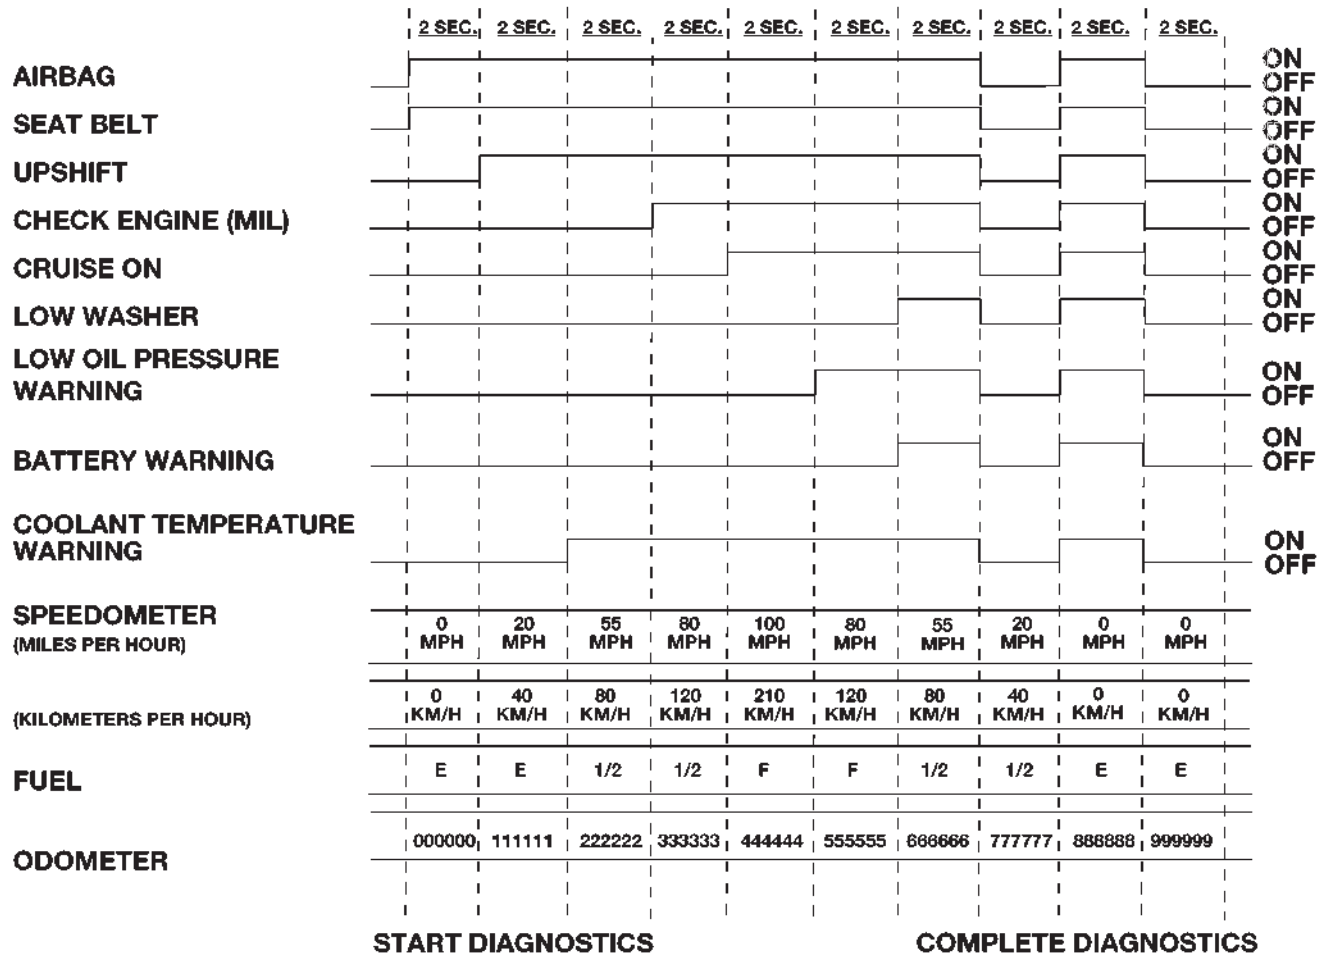 2 SEC. 2 SEC. 2 SEC. 2 SEC. 2 SEC. 2 SEC. 2 SEC. 2 SEC. 2 SEC. 2 SEC.
AIRBAG ON
OFF
SEAT BELT ON
OFF
UPSHIFT ON
OFF
CHECK ENGINE (MIL) ON
OFF
CRUISE ON ON
OFF
LOW WASHER ON
OFF
LOW OIL PRESSURE
WARNING ON
OFF
BATTERY WARNING ON
OFF
COOLANT TEMPERATURE
WARNING ON
OFF
SPEEDOMETER 0 20 55 80 100 80 55 20 0 0
(MILES PER HOUR) MPH MPH MPH MPH MPH MPH MPH MPH MPH MPH
0 40 80 120 210 120 80 40 0 0
(KILOMETERS PER HOUR) KM/H KM/H KM/H KM/H KM/H KM/H KM/H KM/H KM/H KM/H
FUEL E E 1/2 1/2 F F 1/2 1/2 E E
ODOMETER 000000 111111 222222 333333 444444 555555 666666 777777 888888 999999
START DIAGNOSTICS COMPLETE DIAGNOSTICS